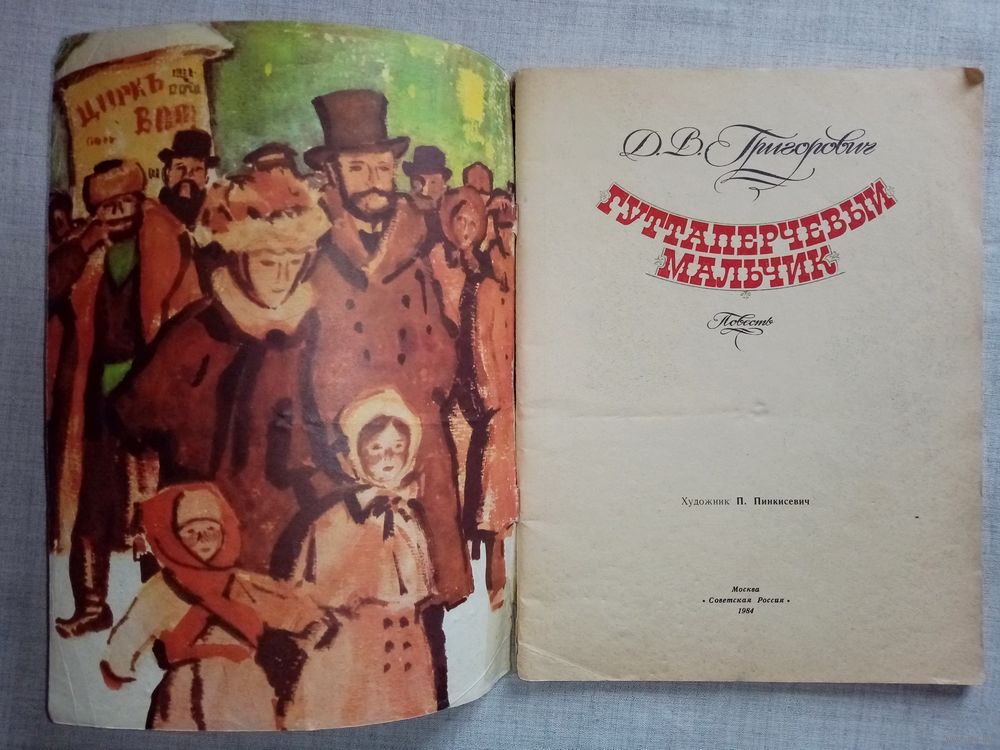 ЦИРКЪ
Д. В. Григорович
ГУТТАПЕРЧЕВЫЙ
МАЛЬЧИК
Повесть
Художник П. Пинкисевич
Москва
• Советская Россия •
1984